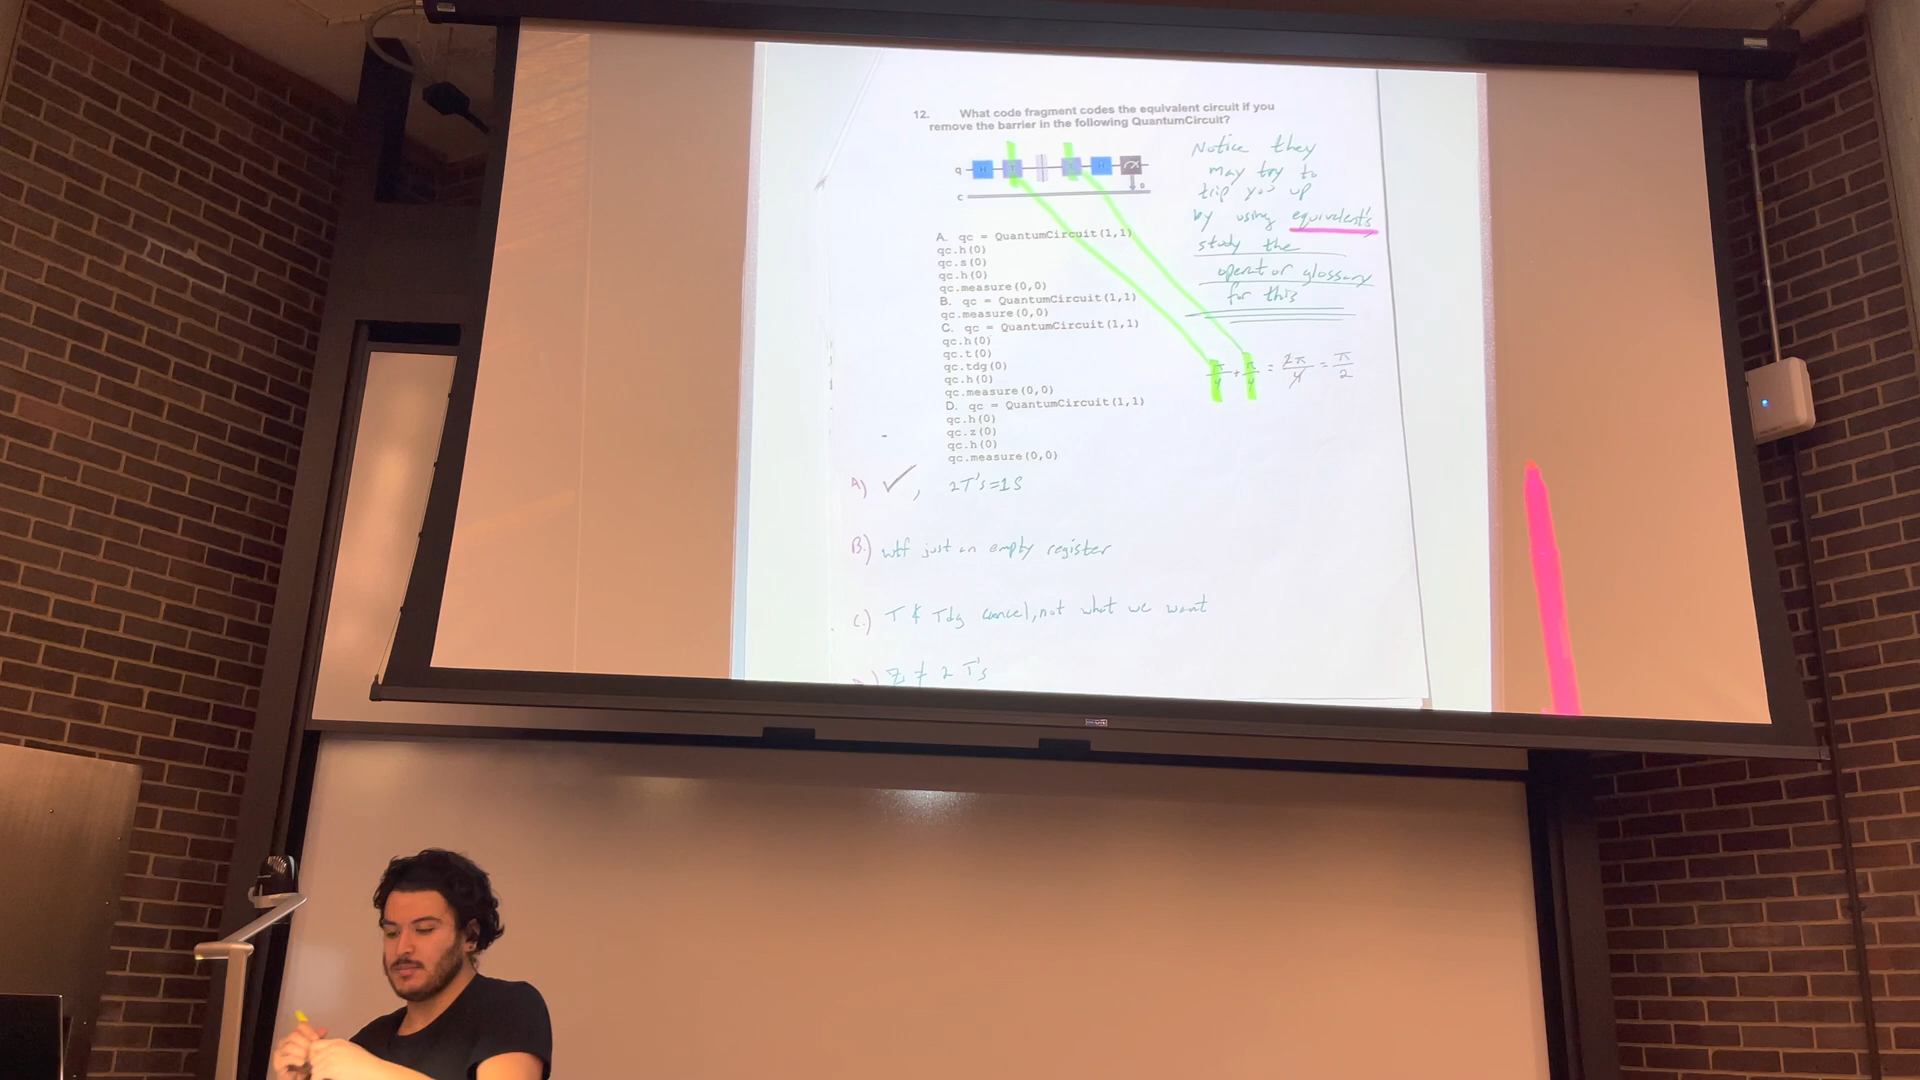 12. What code fragment codes the equivalent circuit if you
remove the barrier in the following QuantumCircuit?
q H T T H
c 0
A. qc = QuantumCircuit(1,1)
qc.h(0)
qc.s(0)
qc.h(0)
qc.measure(0,0)
B. qc = QuantumCircuit(1,1)
qc.measure(0,0)
C. qc = QuantumCircuit(1,1)
qc.h(0)
qc.t(0)
qc.tdg(0)
qc.h(0)
qc.measure(0,0)
D. qc = QuantumCircuit(1,1)
qc.h(0)
qc.z(0)
qc.h(0)
qc.measure(0,0)
Notice they
may try to
trip you up
by using equivalent's
study the
operator glossary
for this
π/4 + π/4 = 2π/4 = π/2
A) ✓, 2T's=1S
B.) wtf just an empty register
C.) T & Tdg cancel, not what we want
) Z ≠ 2 T's